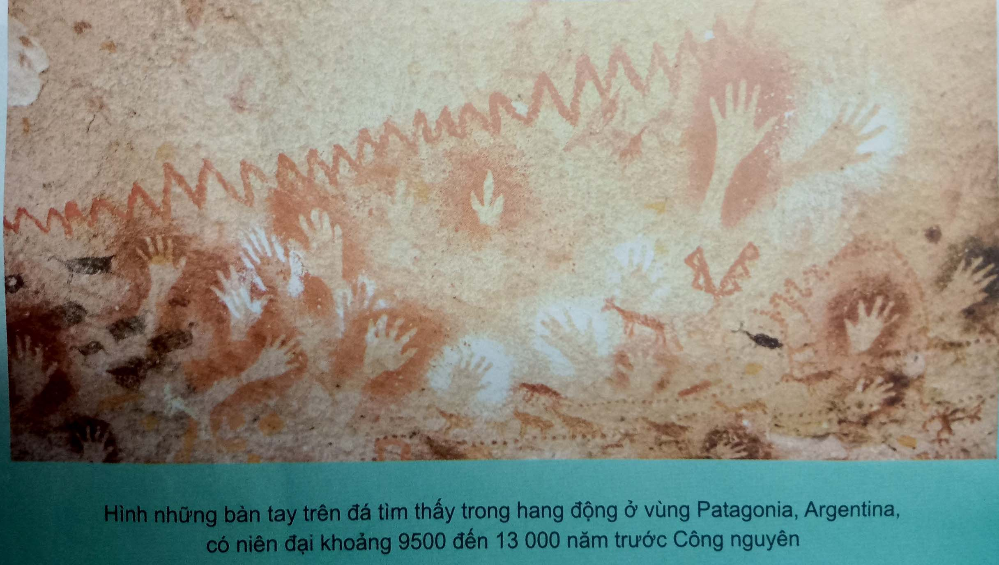 Hình những bàn tay trên đá tìm thấy trong hang động ở vùng Patagonia, Argentina,
có niên đại khoảng 9500 đến 13 000 năm trước Công nguyên